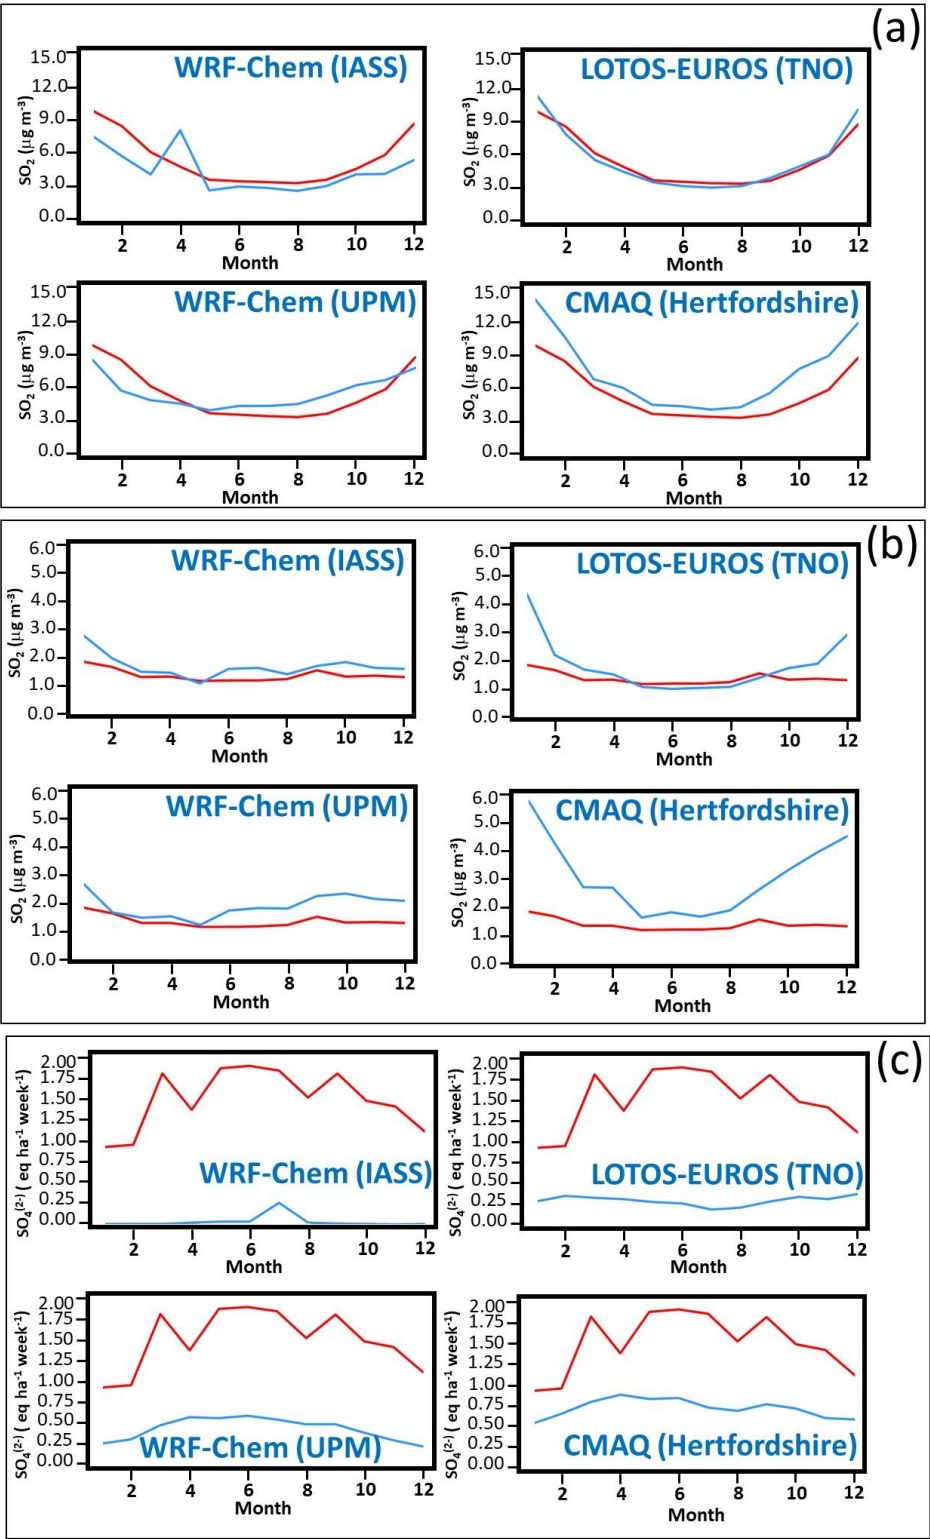 (a)
WRF-Chem (IASS)
15.0
12.0
9.0
6.0
3.0
0.0
SO2 (µg m-3)
2 4 6 8 10 12
Month
LOTOS-EUROS (TNO)
15.0
12.0
9.0
6.0
3.0
0.0
SO2 (µg m-3)
2 4 6 8 10 12
Month
WRF-Chem (UPM)
15.0
12.0
9.0
6.0
3.0
0.0
SO2 (µg m-3)
2 4 6 8 10 12
Month
CMAQ (Hertfordshire)
15.0
12.0
9.0
6.0
3.0
0.0
SO2 (µg m-3)
2 4 6 8 10 12
Month
(b)
WRF-Chem (IASS)
6.0
5.0
4.0
3.0
2.0
1.0
0.0
SO2 (µg m-3)
2 4 6 8 10 12
Month
LOTOS-EUROS (TNO)
6.0
5.0
4.0
3.0
2.0
1.0
0.0
SO2 (µg m-3)
2 4 6 8 10 12
Month
WRF-Chem (UPM)
6.0
5.0
4.0
3.0
2.0
1.0
0.0
SO2 (µg m-3)
2 4 6 8 10 12
Month
CMAQ (Hertfordshire)
6.0
5.0
4.0
3.0
2.0
1.0
0.0
SO2 (µg m-3)
2 4 6 8 10 12
Month
(c)
2.00
1.75
1.50
1.25
1.00
0.75
0.50
0.25
0.00
SO4(2-) ( eq ha-1 week-1)
WRF-Chem (IASS)
2 4 6 8 10 12
Month
2.00
1.75
1.50
1.25
1.00
0.75
0.50
0.25
0.00
SO4(2-) ( eq ha-1 week-1)
LOTOS-EUROS (TNO)
2 4 6 8 10 12
Month
2.00
1.75
1.50
1.25
1.00
0.75
0.50
0.25
0.00
SO4(2-) ( eq ha-1 week-1)
WRF-Chem (UPM)
2 4 6 8 10 12
Month
2.00
1.75
1.50
1.25
1.00
0.75
0.50
0.25
0.00
SO4(2-) ( eq ha-1 week-1)
CMAQ (Hertfordshire)
2 4 6 8 10 12
Month